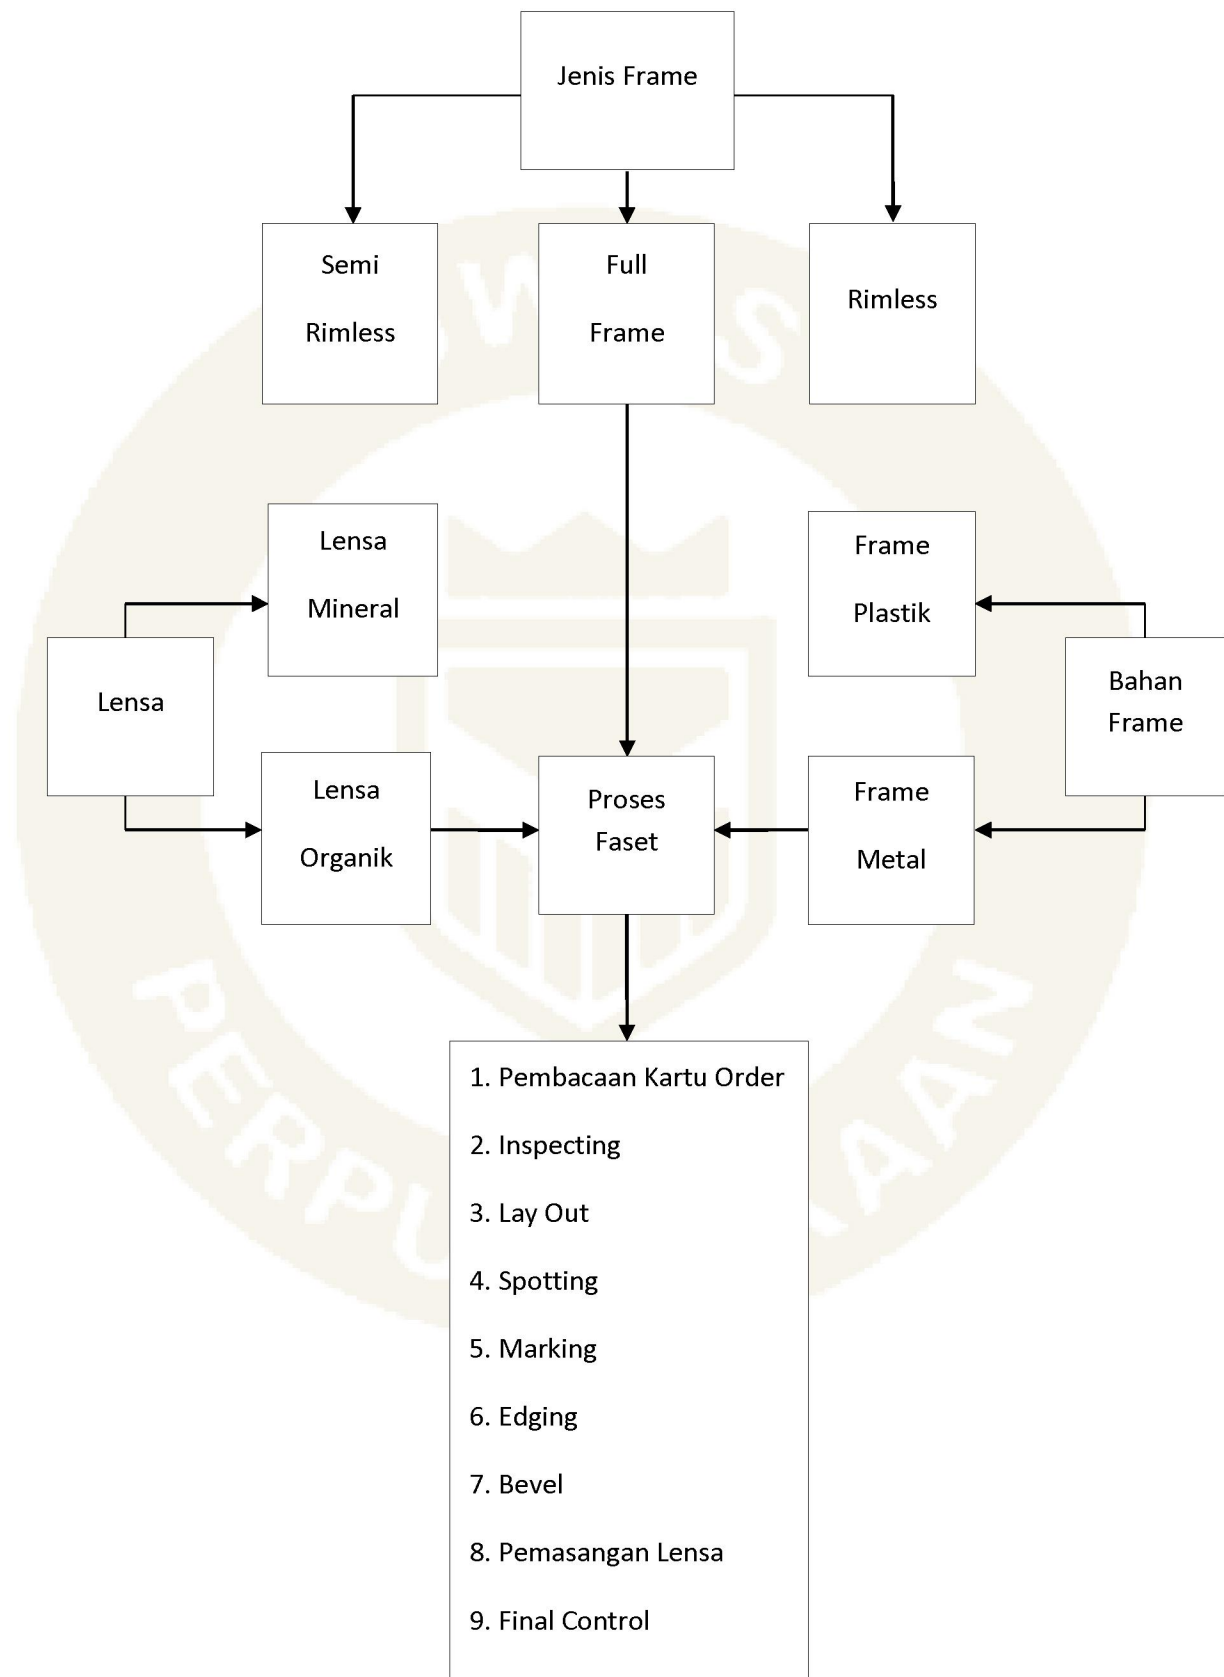 Jenis Frame
Semi
Rimless
Full
Frame
Rimless
Lensa
Mineral
Frame
Plastik
Lensa
Bahan
Frame
Lensa
Organik
Proses
Faset
Frame
Metal
1. Pembacaan Kartu Order
2. Inspecting
3. Lay Out
4. Spotting
5. Marking
6. Edging
7. Bevel
8. Pemasangan Lensa
9. Final Control